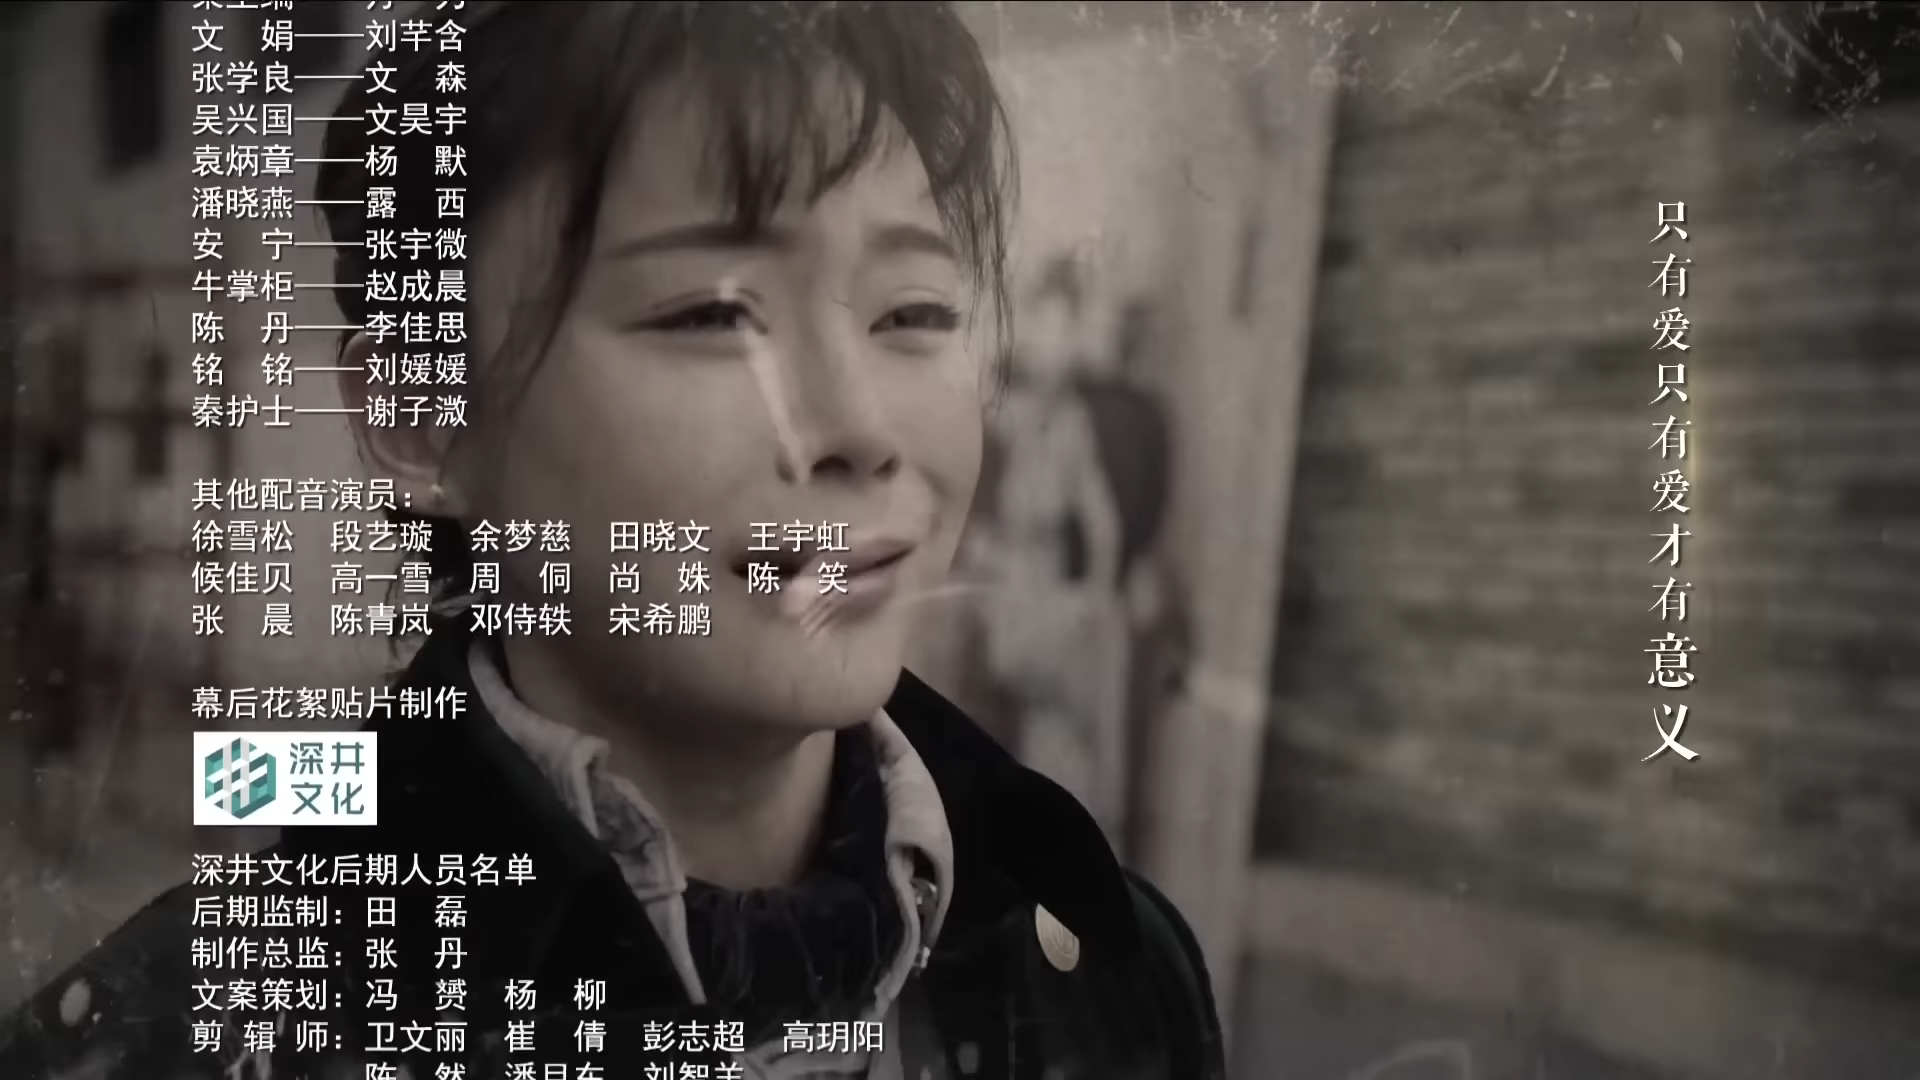 文　娟——刘芊含
张学良——文　森
吴兴国——文昊宇
袁炳章——杨　默
潘晓燕——露　西
安　宁——张宇微
牛掌柜——赵成晨
陈　丹——李佳思
铭　铭——刘媛媛
秦护士——谢子溦
其他配音演员：
徐雪松　段艺璇　余梦慈　田晓文　王宇虹
候佳贝　高一雪　周　侗　尚　姝　陈　笑
张　晨　陈青岚　邓侍轶　宋希鹏
幕后花絮贴片制作
深井
文化
深井文化后期人员名单
后期监制：田　磊
制作总监：张　丹
文案策划：冯　赟　杨　柳
剪 辑 师：卫文丽　崔　倩　彭志超　高玥阳
只有爱只有爱才有意义